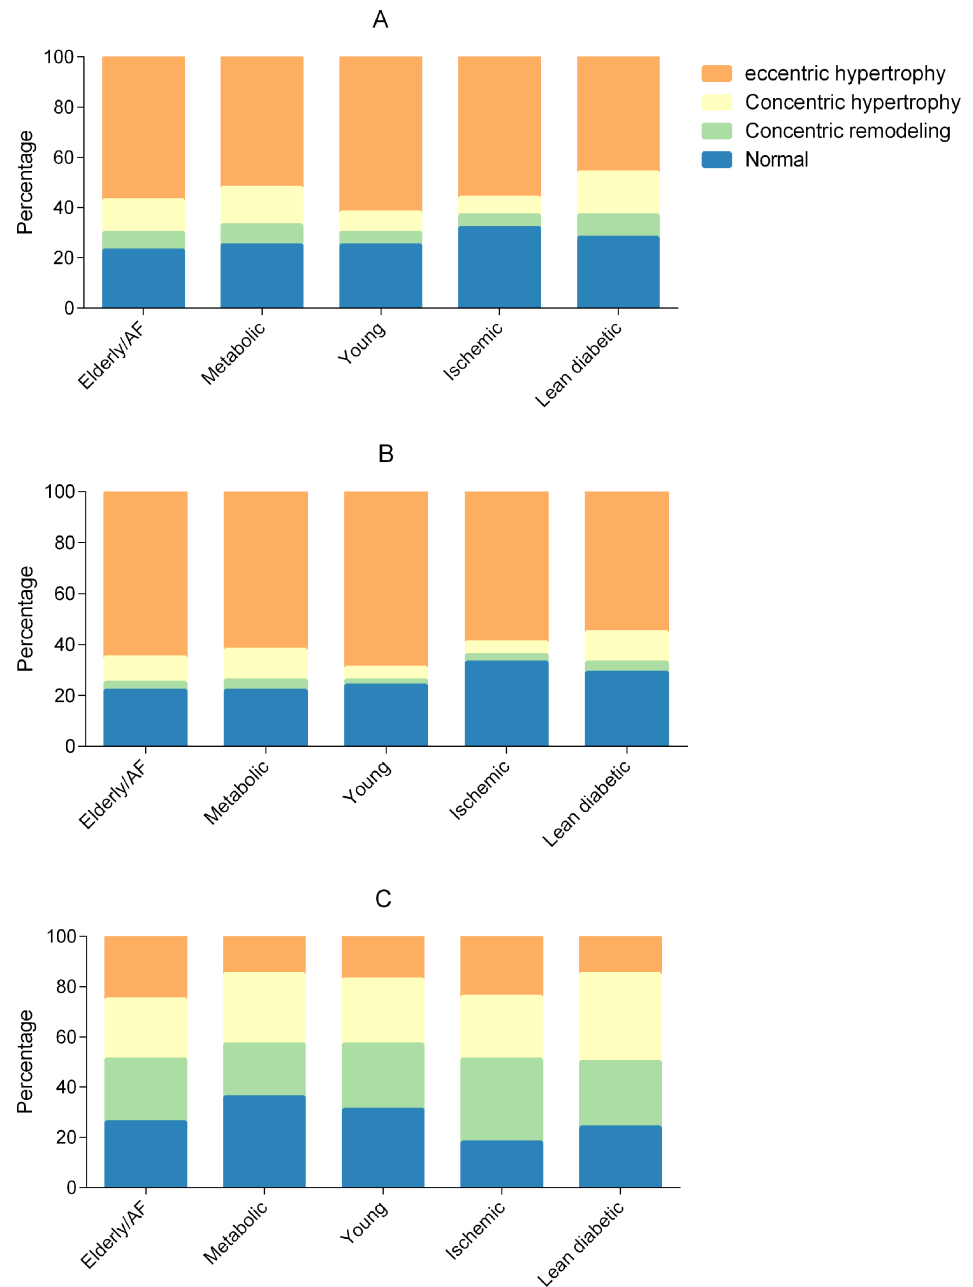 A
100
80
60
40
20
0
Percentage
Elderly/AF
Metabolic
Young
Ischemic
Lean diabetic
eccentric hypertrophy
Concentric hypertrophy
Concentric remodeling
Normal
B
100
80
60
40
20
0
Percentage
Elderly/AF
Metabolic
Young
Ischemic
Lean diabetic
C
100
80
60
40
20
0
Percentage
Elderly/AF
Metabolic
Young
Ischemic
Lean diabetic